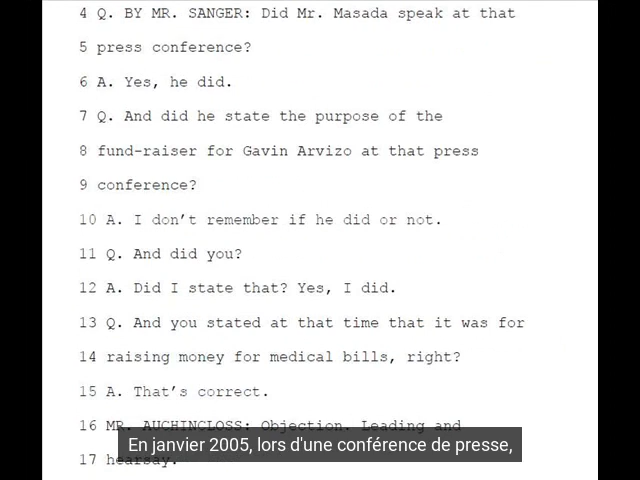 4 Q. BY MR. SANGER: Did Mr. Masada speak at that
5 press conference?
6 A. Yes, he did.
7 Q. And did he state the purpose of the
8 fund-raiser for Gavin Arvizo at that press
9 conference?
10 A. I don’t remember if he did or not.
11 Q. And did you?
12 A. Did I state that? Yes, I did.
13 Q. And you stated at that time that it was for
14 raising money for medical bills, right?
15 A. That’s correct.
16 MR. AUCHINCLOSS: Objection. Leading and
En janvier 2005, lors d'une conférence de presse,
17 hearsay.